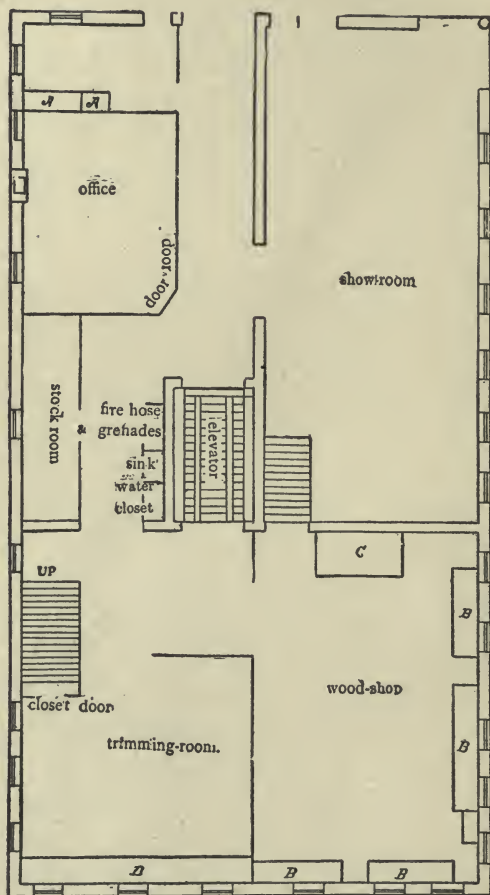 A A
office
door door
showroom
stock room
&
fire hose
grenades
elevator
sink
water
closet
C
UP
B
wood-shop
closet door
trimming-room.
B
D
B
B